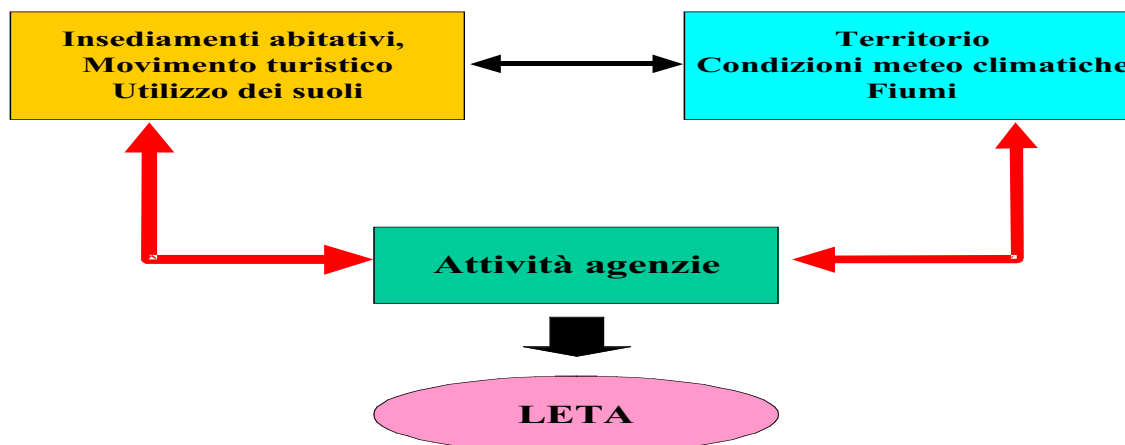 Insediamenti abitativi,
Movimento turistico
Utilizzo dei suoli
Territorio
Condizioni meteo climatiche
Fiumi
Attività agenzie
LETA